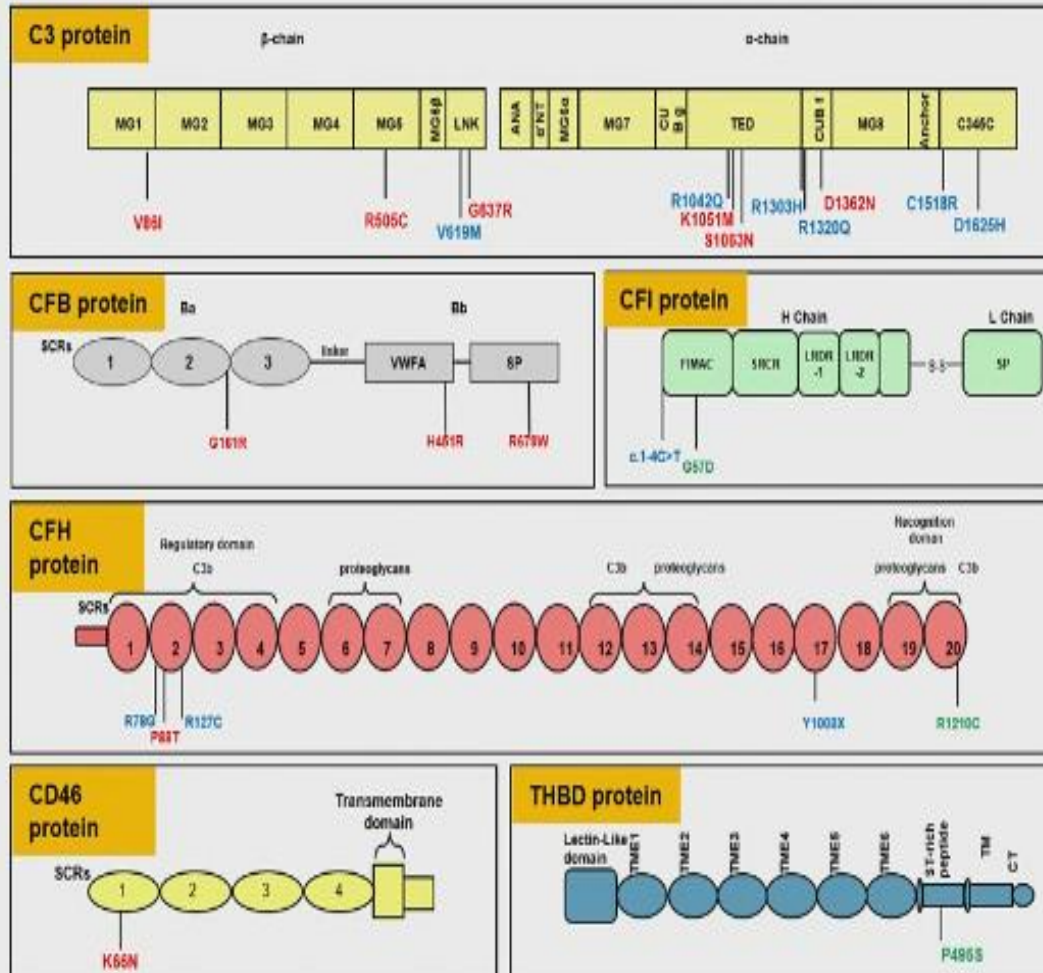 C3 protein
β-chain
α-chain
MG1 MG2 MG3 MG4 MG5 MG6β LNK ANA α'NT MG6α MG7 CU B g TED CUB f MG8 Anchor C345C
V86I R505C V619M G637R R1042Q K1051M S1063N R1303H R1320Q D1362N C1518R D1625H
CFB protein
Ba
Bb
SCRs 1 2 3 linker VWFA SP
G161R H451R R679W
CFI protein
H Chain
L Chain
FIMAC SRCR LRDR -1 LRDR -2 S-S SP
c.1-4C>T
G57D
CFH protein
Regulatory domain
C3b
proteoglycans
C3b proteoglycans
Recognition domain
proteoglycans C3b
SCRs
1 2 3 4 5 6 7 8 9 10 11 12 13 14 15 16 17 18 19 20
R78G R127C R1210C
CD46 protein
Transmembrane domain
SCRs
1 2 3 4
K66N
THBD protein
Lectin-Like domain
TME1 TME2 TME3 TME4 TME5 TME6 ST-rich peptide TM CT
P495S